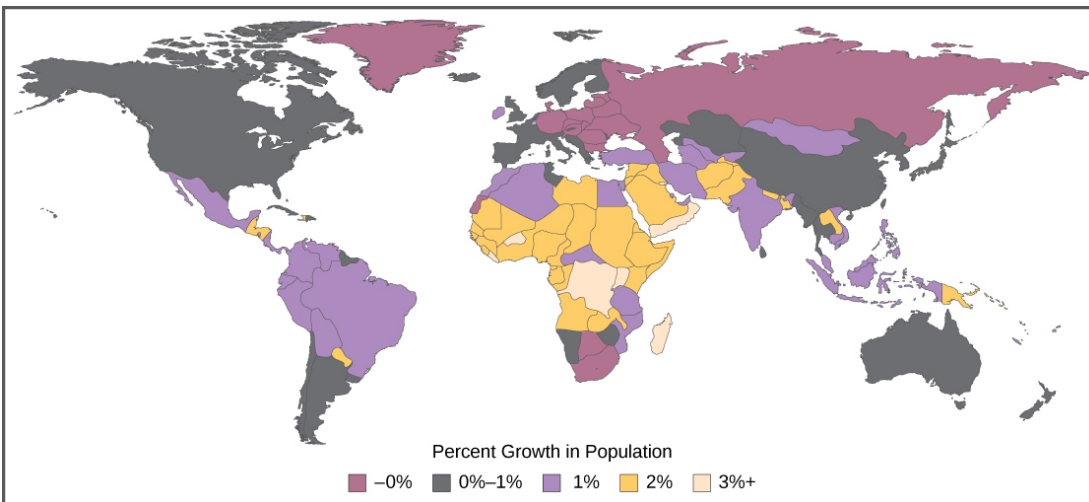 Percent Growth in Population
–0% 0%–1% 1% 2% 3%+